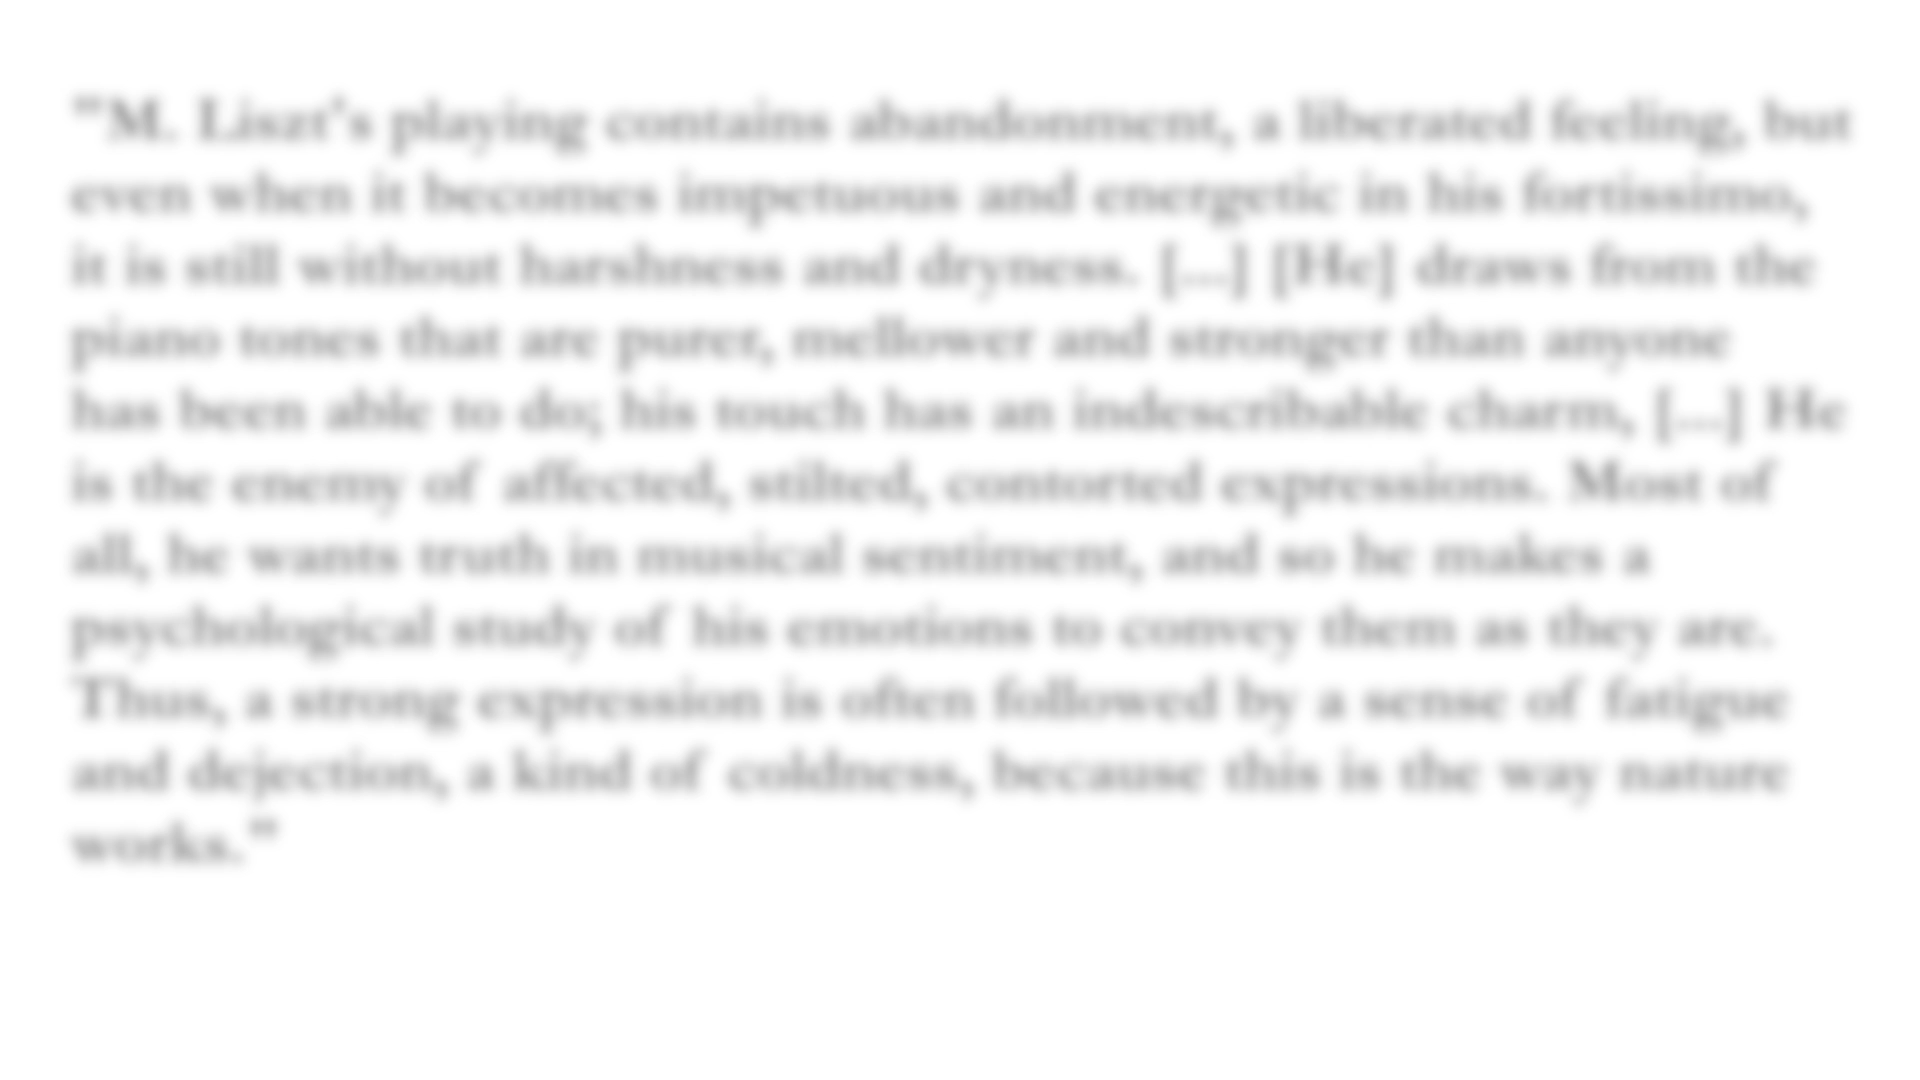 "M. Liszt's playing contains abandonment, a liberated feeling, but
even when it becomes impetuous and energetic in his fortissimo,
it is still without harshness and dryness. [...] [He] draws from the
piano tones that are purer, mellower and stronger than anyone
has been able to do; his touch has an indescribable charm, [...] He
is the enemy of affected, stilted, contorted expressions. Most of
all, he wants truth in musical sentiment, and so he makes a
psychological study of his emotions to convey them as they are.
Thus, a strong expression is often followed by a sense of fatigue
and dejection, a kind of coldness, because this is the way nature
works."